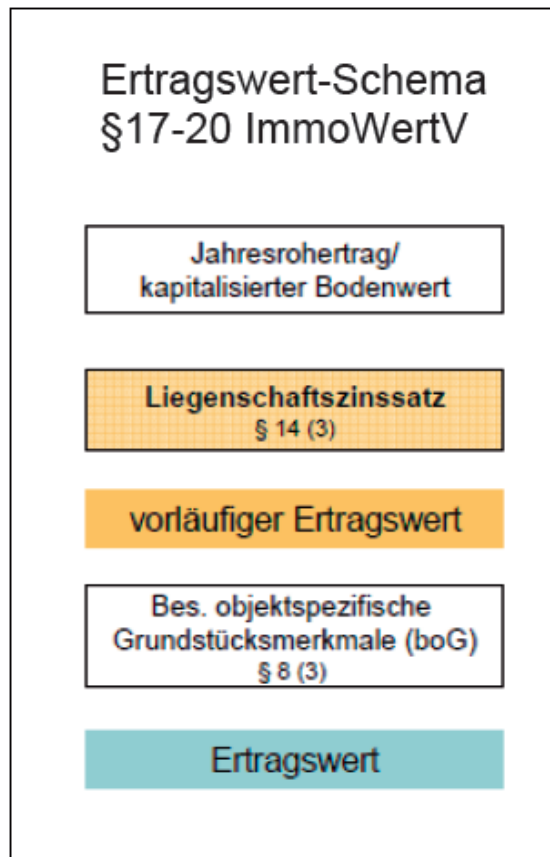 Ertragswert-Schema
§17-20 ImmoWertV
Jahresrohertrag/
kapitalisierter Bodenwert
Liegenschaftszinssatz
§ 14 (3)
vorläufiger Ertragswert
Bes. objektspezifische
Grundstücksmerkmale (boG)
§ 8 (3)
Ertragswert